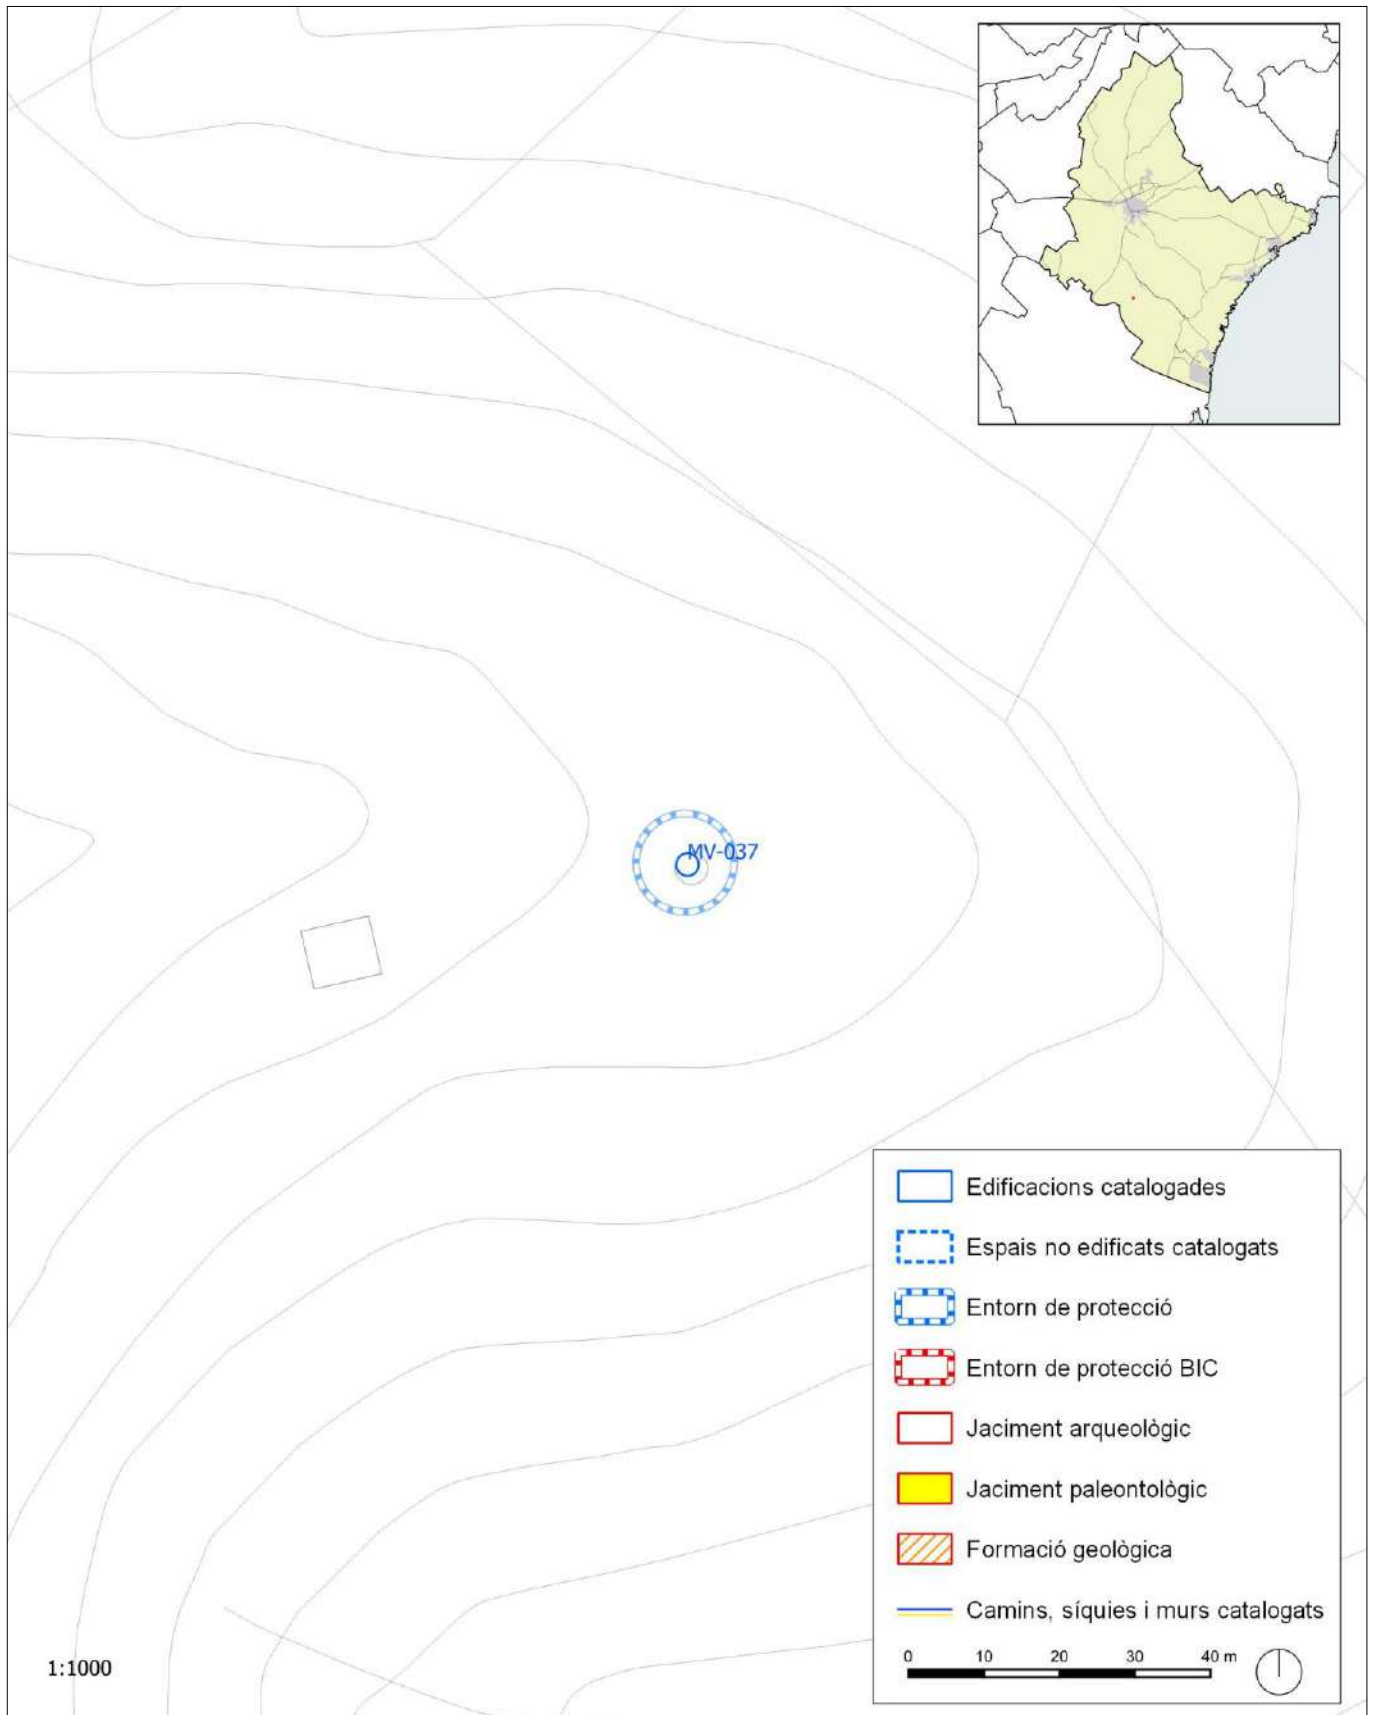 MV-037
Edificacions catalogades
Espais no edificats catalogats
Entorn de protecció
Entorn de protecció BIC
Jaciment arqueològic
Jaciment paleontològic
Formació geològica
Camins, síquies i murs catalogats
0 10 20 30 40 m
1:1000